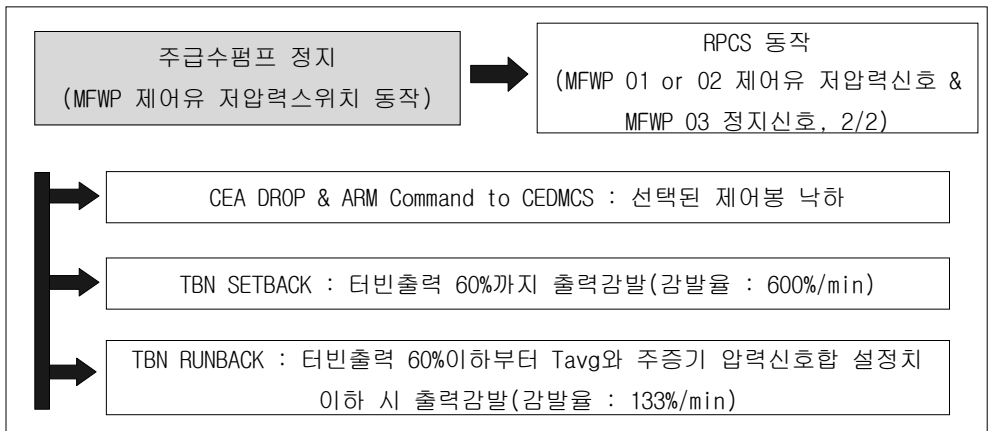 주급수펌프 정지
(MFWP 제어유 저압력스위치 동작)
RPCS 동작
(MFWP 01 or 02 제어유 저압력신호 &
MFWP 03 정지신호, 2/2)
CEA DROP & ARM Command to CEDMCS : 선택된 제어봉 낙하
TBN SETBACK : 터빈출력 60%까지 출력감발(감발율 : 600%/min)
TBN RUNBACK : 터빈출력 60%이하부터 Tavg와 주증기 압력신호합 설정치
이하 시 출력감발(감발율 : 133%/min)